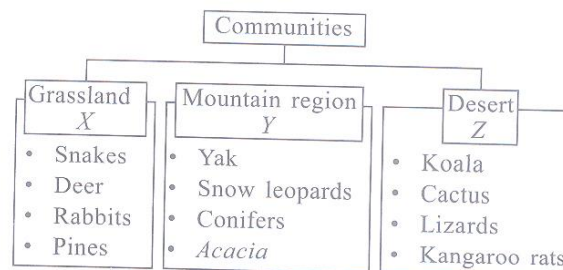 Communities
Grassland
X
• Snakes
• Deer
• Rabbits
• Pines
Mountain region
Y
• Yak
• Snow leopards
• Conifers
• Acacia
Desert
Z
• Koala
• Cactus
• Lizards
• Kangaroo rats